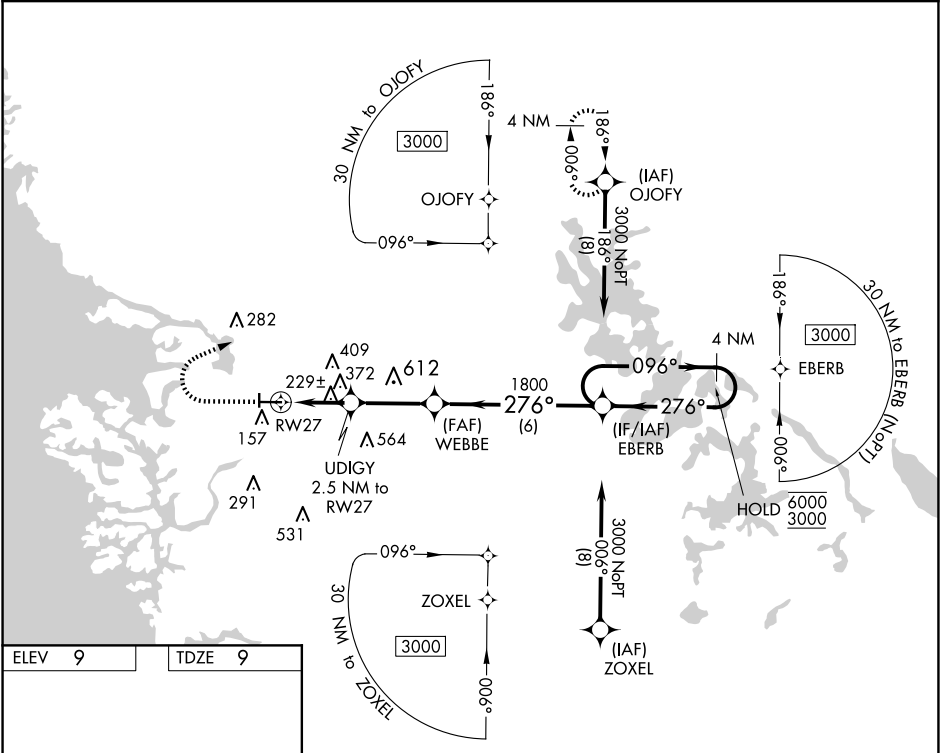 30 NM to OJOFY
186°
3000
OJOFY
096°
4 NM
186°
006°
(IAF)
OJOFY
3000 NoPT
186°
(8)
282
409
372
229±
612
157
RW27
564
291
531
UDIGY
2.5 NM to
RW27
(FAF)
WEBBE
1800
276°
(6)
(IF/IAF)
EBERB
096°
276°
4 NM
HOLD
6000
3000
186°
3000
EBERB
006°
30 NM to EBERB (NoPT)
3000 NoPT
006°
(8)
(IAF)
ZOXEL
096°
ZOXEL
3000
006°
30 NM to ZOXEL
ELEV 9
TDZE 9